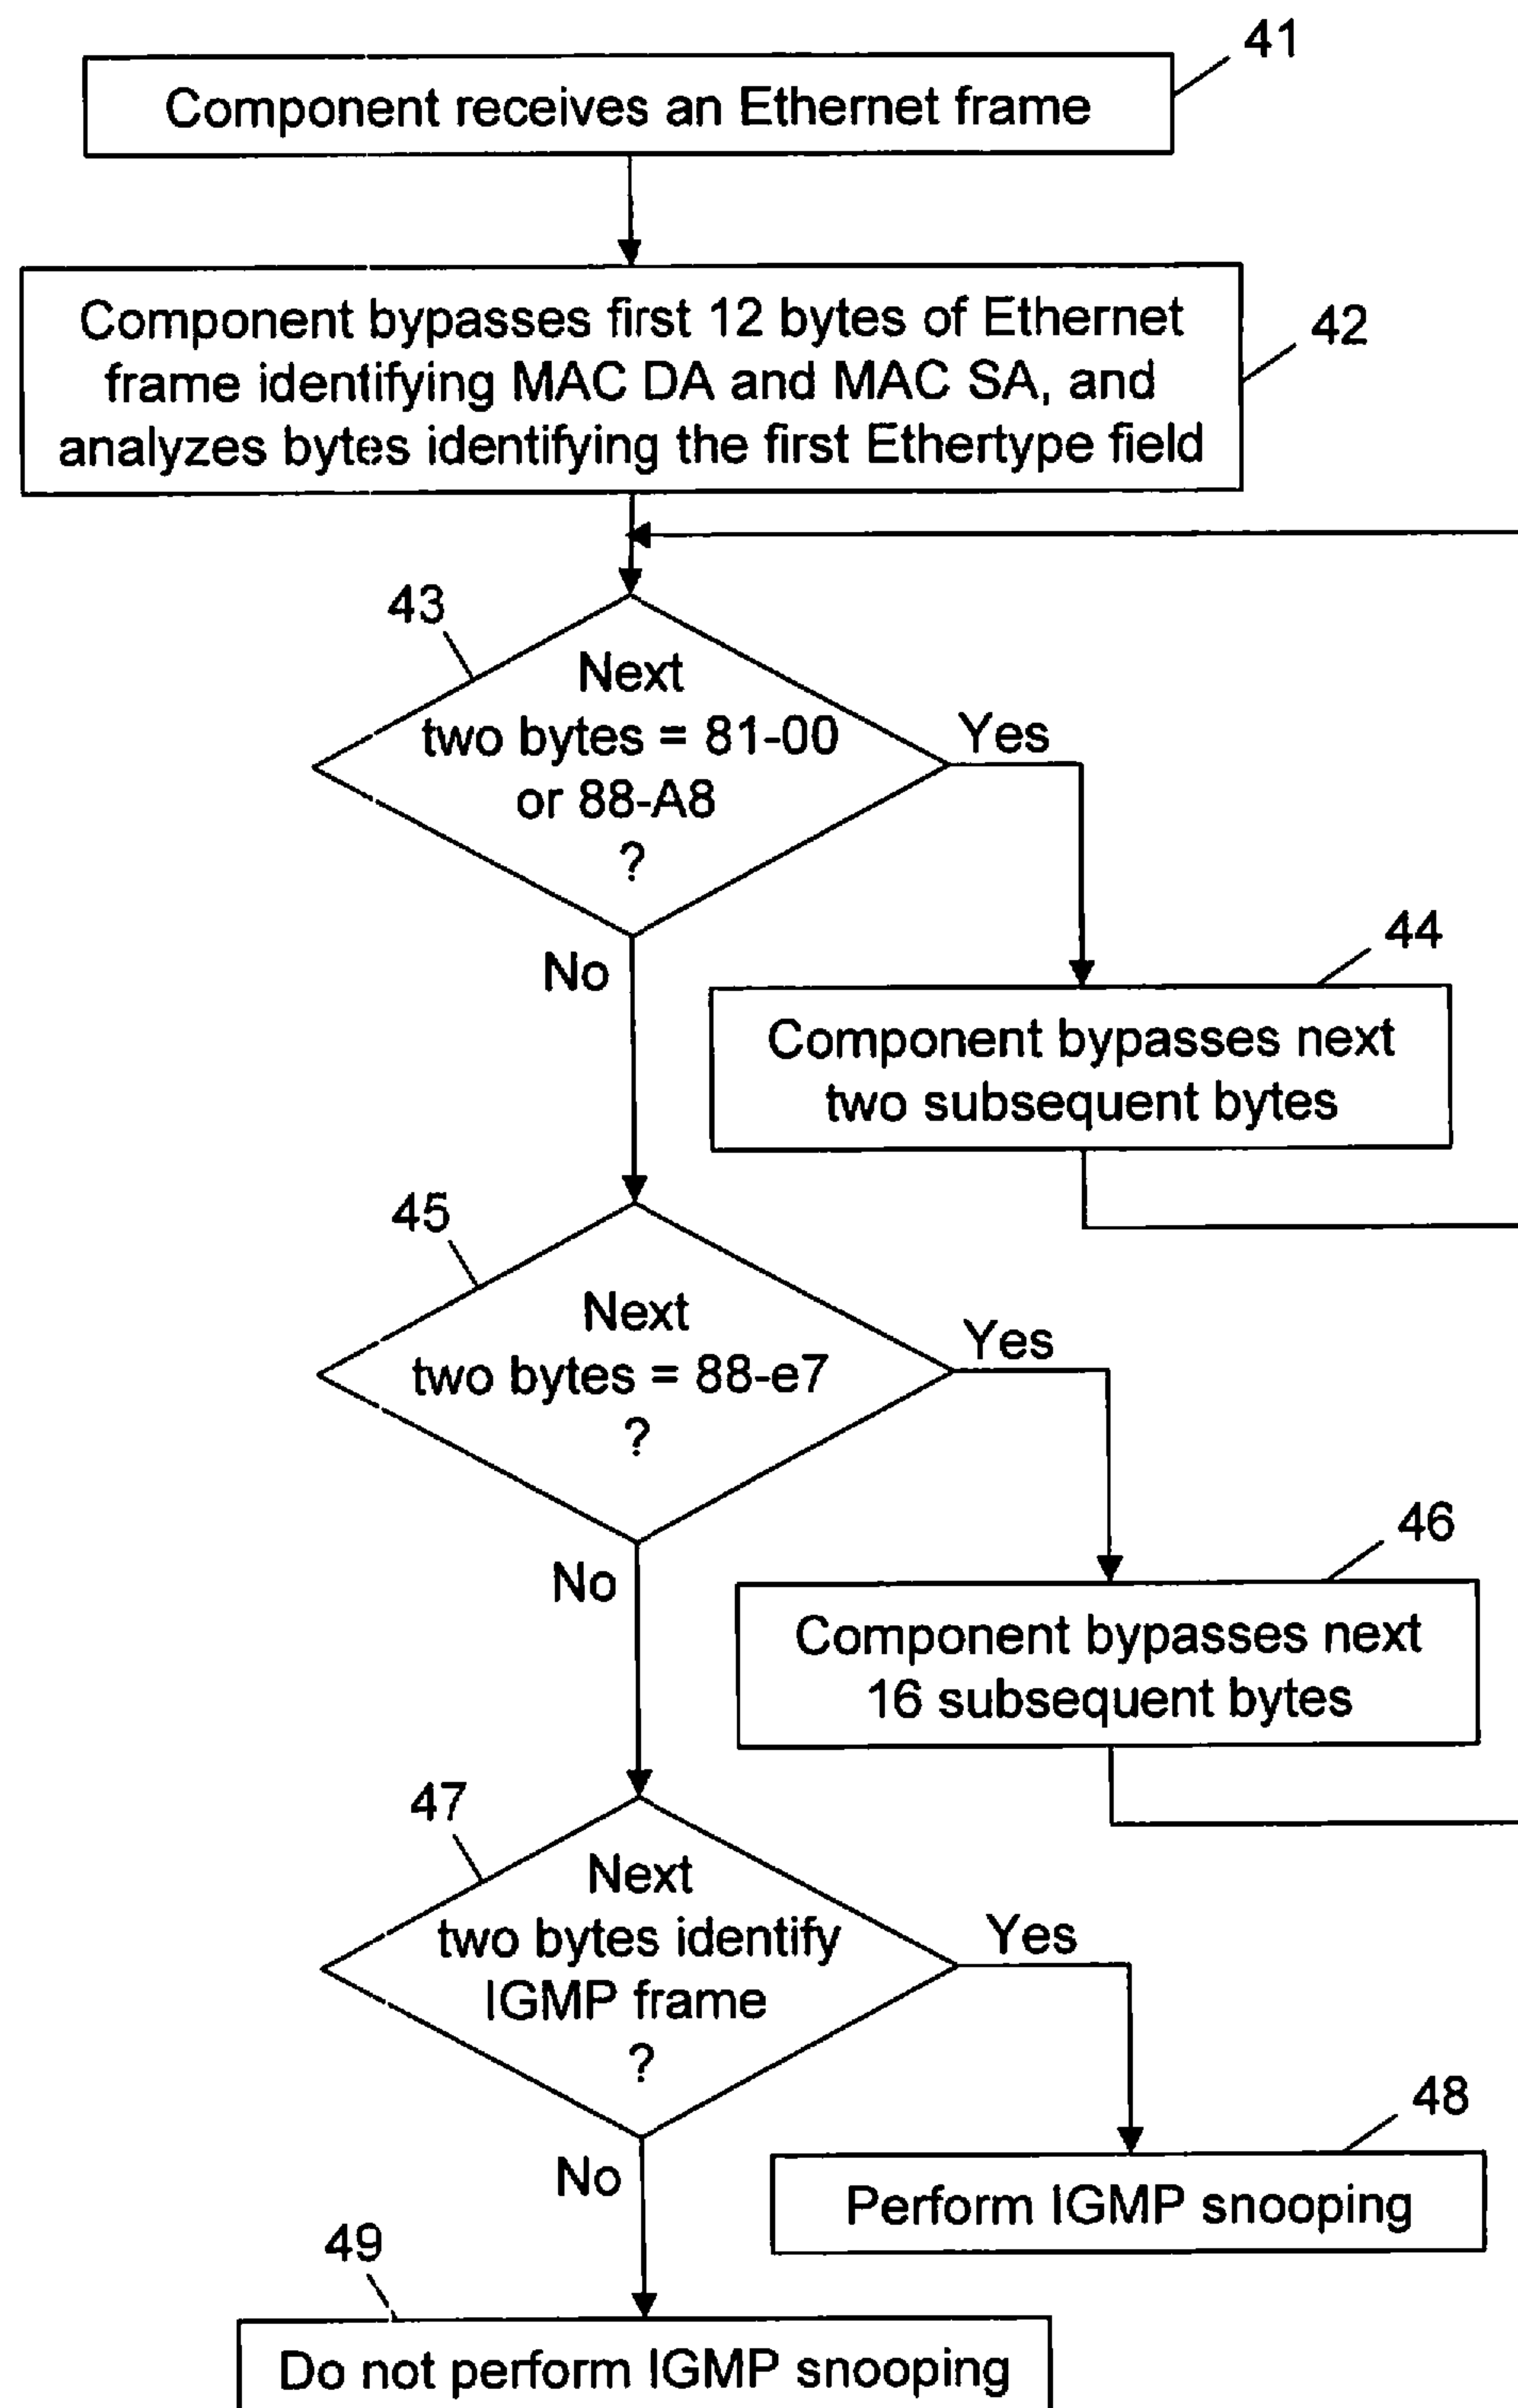 41
Component receives an Ethernet frame
42
Component bypasses first 12 bytes of Ethernet
frame identifying MAC DA and MAC SA, and
analyzes bytes identifying the first Ethertype field
43
Next
two bytes = 81-00
or 88-A8
?
Yes
No
44
Component bypasses next
two subsequent bytes
45
Next
two bytes = 88-e7
?
Yes
No
46
Component bypasses next
16 subsequent bytes
47
Next
two bytes identify
IGMP frame
?
Yes
No
48
Perform IGMP snooping
49
Do not perform IGMP snooping